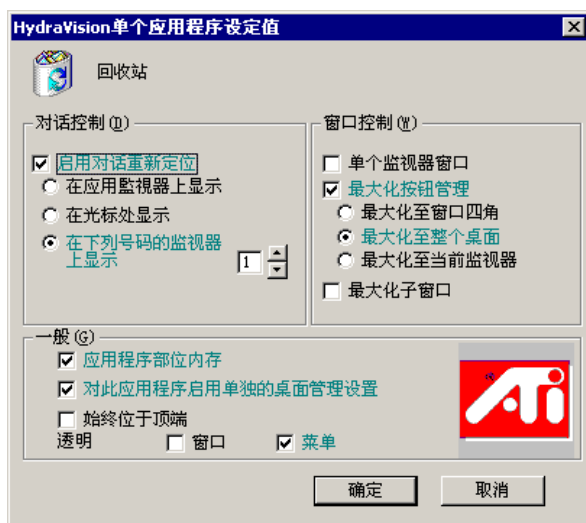 HydraVision单个应用程序设定值
回收站
对话控制(D)
启用对话重新定位
在应用監視器上显示
在光标处显示
在下列号码的监视器
上显示
1
窗口控制(W)
单个监视器窗口
最大化按钮管理
最大化至窗口四角
最大化至整个桌面
最大化至当前监视器
最大化子窗口
一般(G)
应用程序部位内存
对此应用程序启用单独的桌面管理设置
始终位于顶端
透明 窗口 菜单
ATi
确定 取消